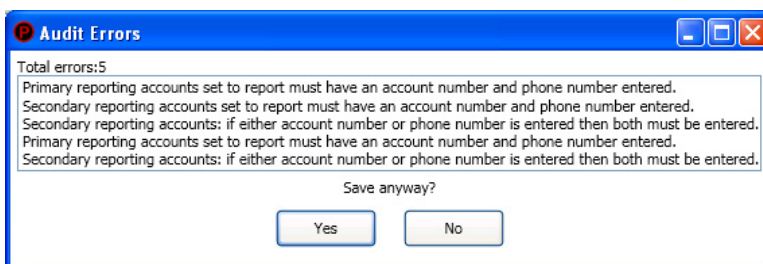 P Audit Errors
Total errors:5
Primary reporting accounts set to report must have an account number and phone number entered.
Secondary reporting accounts set to report must have an account number and phone number entered.
Secondary reporting accounts: if either account number or phone number is entered then both must be entered.
Primary reporting accounts set to report must have an account number and phone number entered.
Secondary reporting accounts: if either account number or phone number is entered then both must be entered.
Save anyway?
Yes No